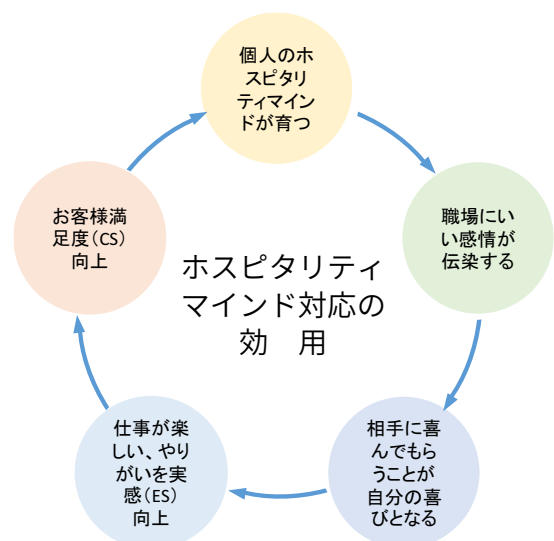 個人のホ
スピタリ
ティマイン
ドが育つ
職場にい
い感情が
伝染する
相手に喜
んでもら
うことが
自分の喜
びとなる
仕事が楽
しい、やり
がいを実
感(ES)
向上
お客様満
足度(CS)
向上
ホスピタリティ
マインド対応の
効　用